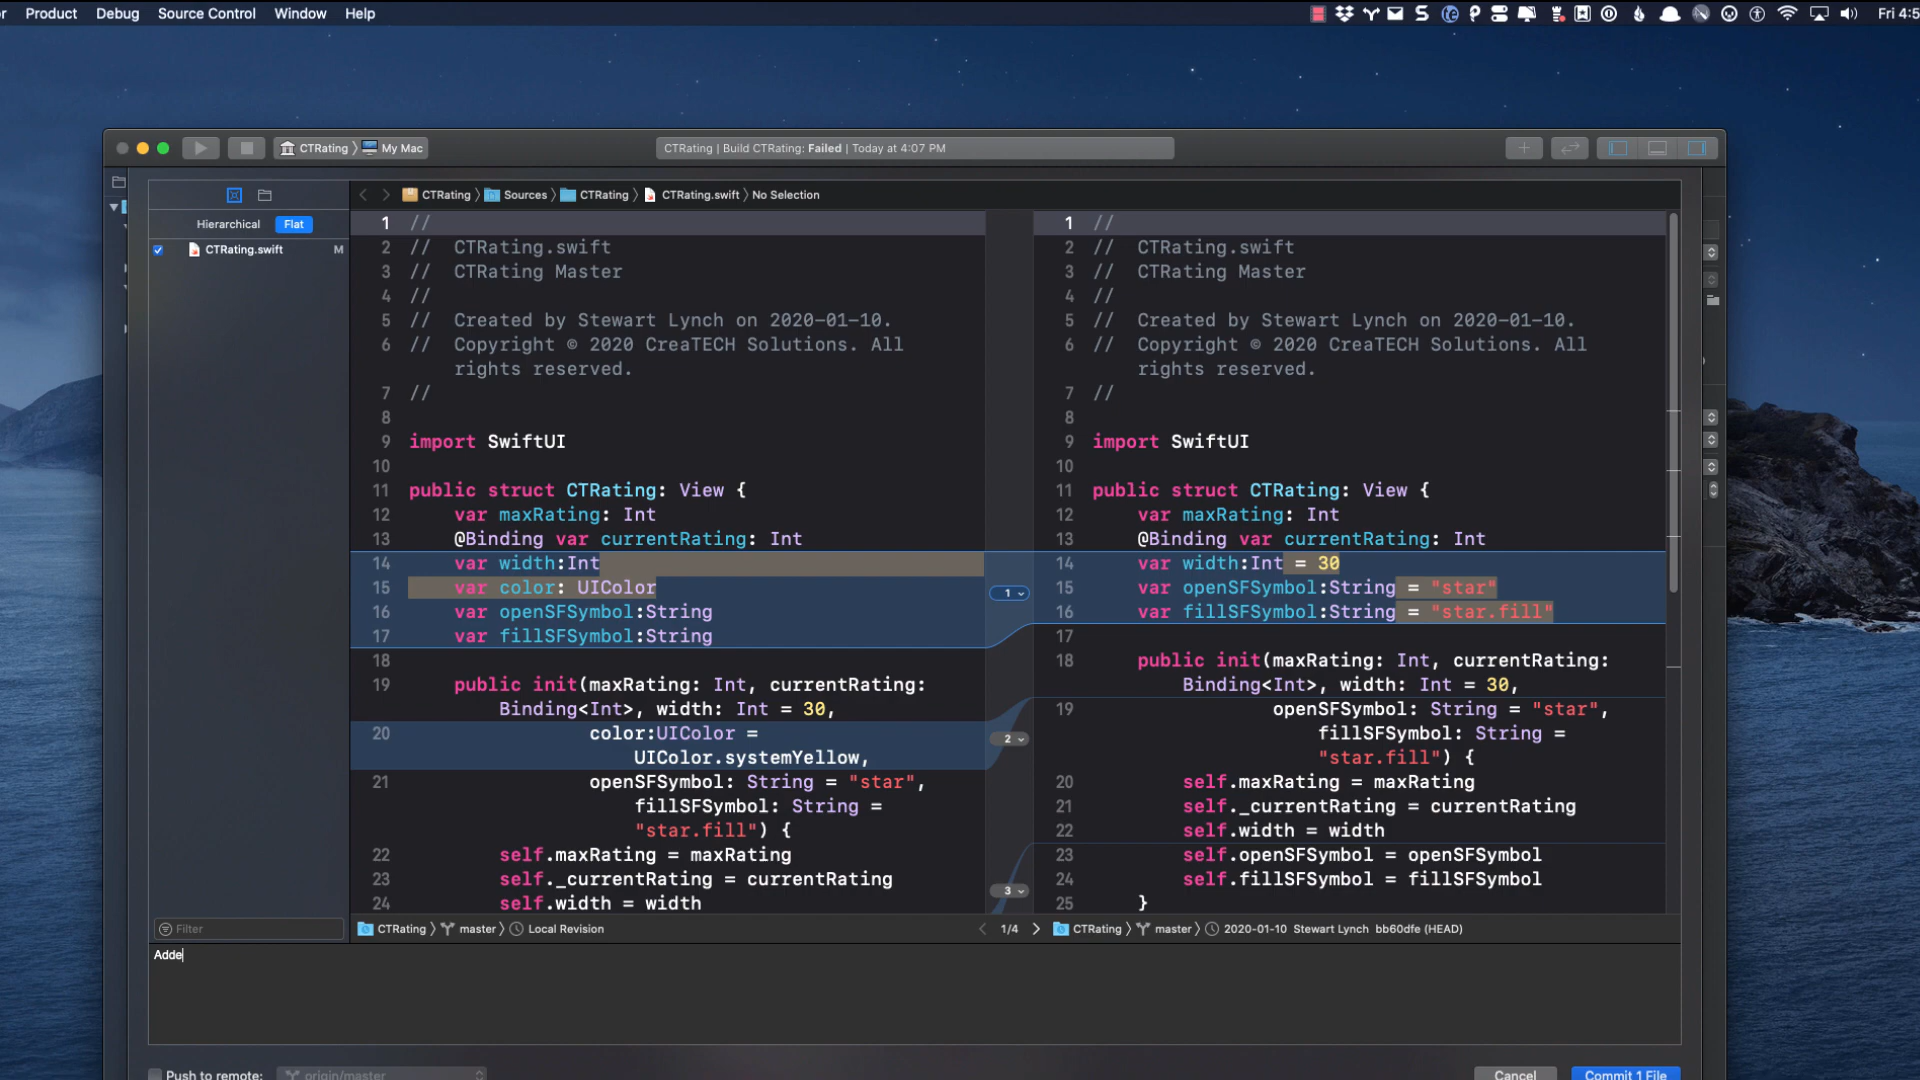 Product Debug Source Control Window Help Fri 4:5
CTRating 〉 My Mac
CTRating | Build CTRating: Failed | Today at 4:07 PM
CTRating 〉 Sources 〉 CTRating 〉 CTRating.swift 〉 No Selection
Hierarchical Flat
CTRating.swift M
1 //
2 // CTRating.swift
3 // CTRating Master
4 //
5 // Created by Stewart Lynch on 2020-01-10.
6 // Copyright © 2020 CreaTECH Solutions. All
rights reserved.
7 //
8
9 import SwiftUI
10
11 public struct CTRating: View {
12 var maxRating: Int
13 @Binding var currentRating: Int
14 var width:Int
15 var color: UIColor
16 var openSFSymbol:String
17 var fillSFSymbol:String
18
19 public init(maxRating: Int, currentRating:
Binding<Int>, width: Int = 30,
20 color:UIColor =
UIColor.systemYellow,
21 openSFSymbol: String = "star",
fillSFSymbol: String =
"star.fill") {
22 self.maxRating = maxRating
23 self._currentRating = currentRating
24 self.width = width
1
2
3
1 //
2 // CTRating.swift
3 // CTRating Master
4 //
5 // Created by Stewart Lynch on 2020-01-10.
6 // Copyright © 2020 CreaTECH Solutions. All
rights reserved.
7 //
8
9 import SwiftUI
10
11 public struct CTRating: View {
12 var maxRating: Int
13 @Binding var currentRating: Int
14 var width:Int = 30
15 var openSFSymbol:String = "star"
16 var fillSFSymbol:String = "star.fill"
17
18 public init(maxRating: Int, currentRating:
Binding<Int>, width: Int = 30,
19 openSFSymbol: String = "star",
fillSFSymbol: String =
"star.fill") {
20 self.maxRating = maxRating
21 self._currentRating = currentRating
22 self.width = width
23 self.openSFSymbol = openSFSymbol
24 self.fillSFSymbol = fillSFSymbol
25 }
Filter
CTRating 〉 master 〉 Local Revision
1/4
CTRating 〉 master 〉 2020-01-10 Stewart Lynch bb60dfe (HEAD)
Adde
Push to remote: origin/master
Cancel Commit 1 File